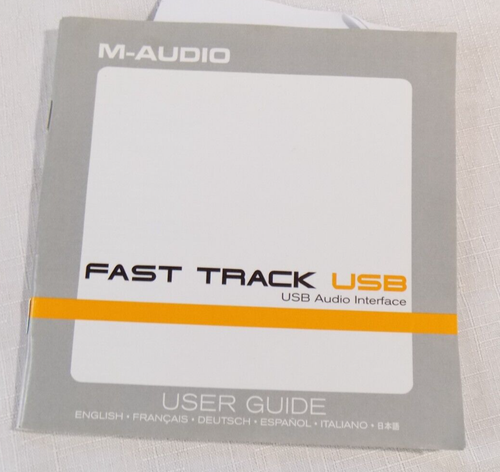 M-AUDIO
FAST TRACK USB
USB Audio Interface
USER GUIDE
ENGLISH • FRANÇAIS • DEUTSCH • ESPAÑOL • ITALIANO • 日本語